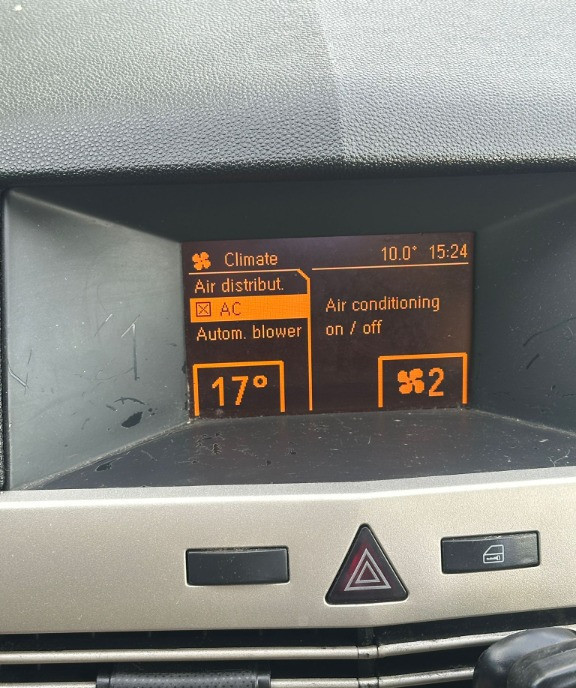 Climate 10.0° 15:24
Air distribut.
AC
Autom. blower
Air conditioning
on / off
17°
2